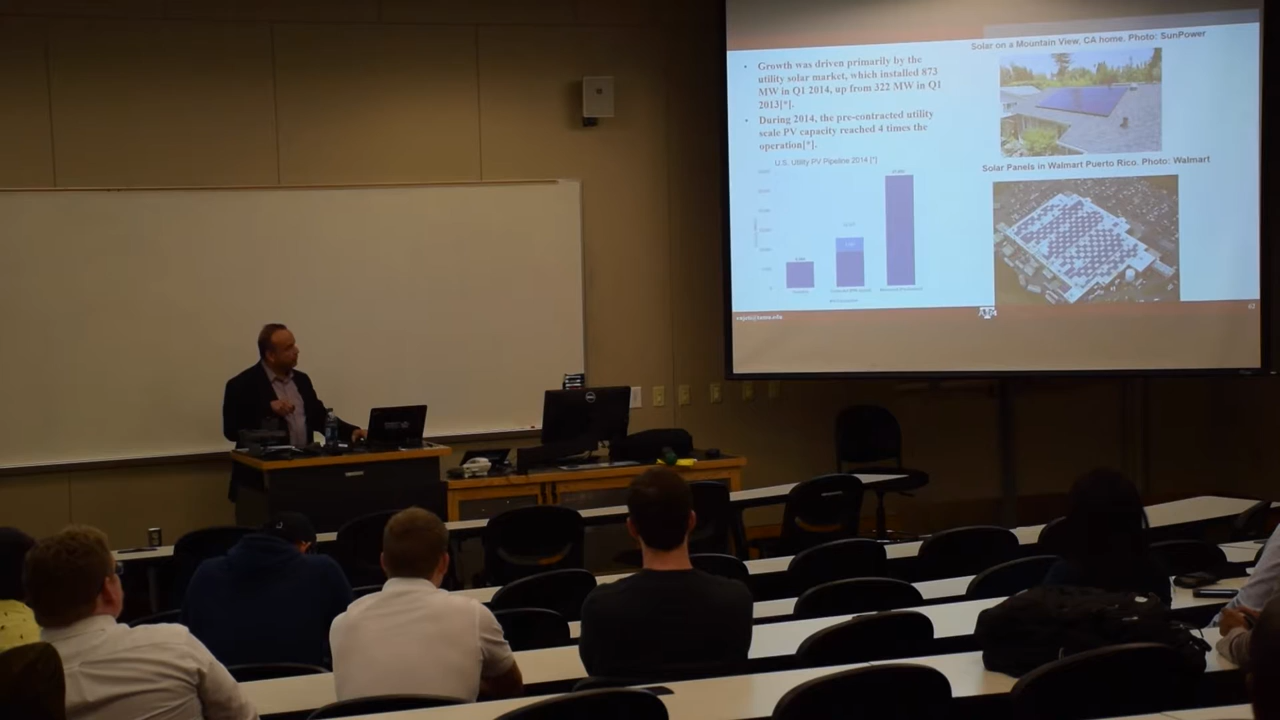 Growth was driven primarily by the
utility solar market, which installed 873
MW in Q1 2014, up from 322 MW in Q1
2013[*].
During 2014, the pre-contracted utility
scale PV capacity reached 4 times the
operation[*].
U.S. Utility PV Pipeline 2014 [*]
Solar on a Mountain View, CA home. Photo: SunPower
Solar Panels in Walmart Puerto Rico. Photo: Walmart
DELL